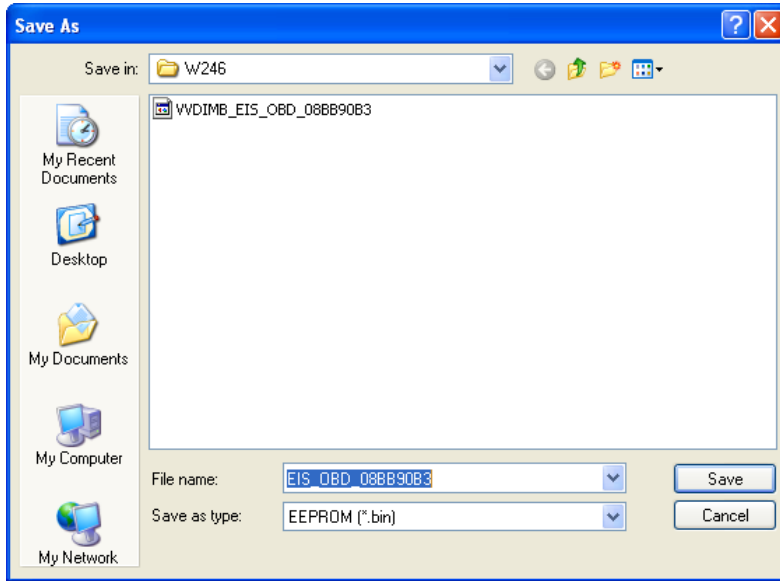 Save As
Save in:
W246
VVDIMB_EIS_OBD_08BB90B3
My Recent
Documents
Desktop
My Documents
My Computer
My Network
File name:
EIS_OBD_08BB90B3
Save
Save as type:
EEPROM (*.bin)
Cancel